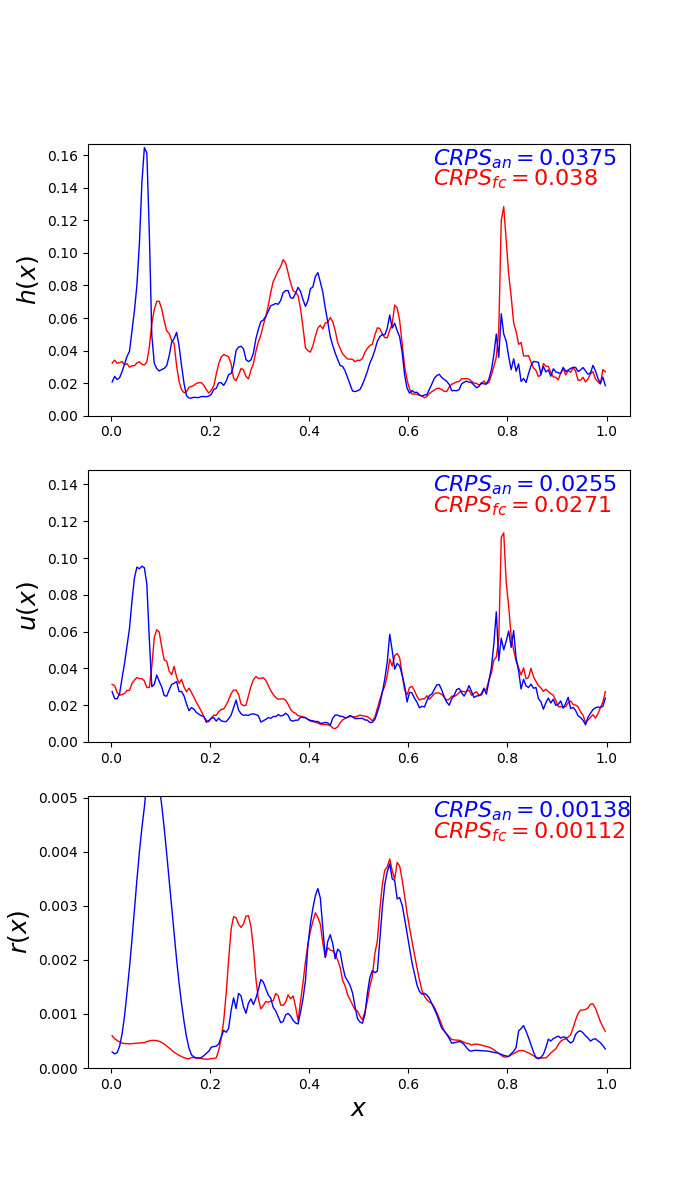 CRPS_an = 0.0375
CRPS_fc = 0.038
0.16
0.14
0.12
0.10
0.08
0.06
0.04
0.02
0.00
h(x)
0.0 0.2 0.4 0.6 0.8 1.0
CRPS_an = 0.0255
CRPS_fc = 0.0271
0.14
0.12
0.10
0.08
0.06
0.04
0.02
0.00
u(x)
0.0 0.2 0.4 0.6 0.8 1.0
CRPS_an = 0.00138
CRPS_fc = 0.00112
0.005
0.004
0.003
0.002
0.001
0.000
r(x)
0.0 0.2 0.4 0.6 0.8 1.0
x